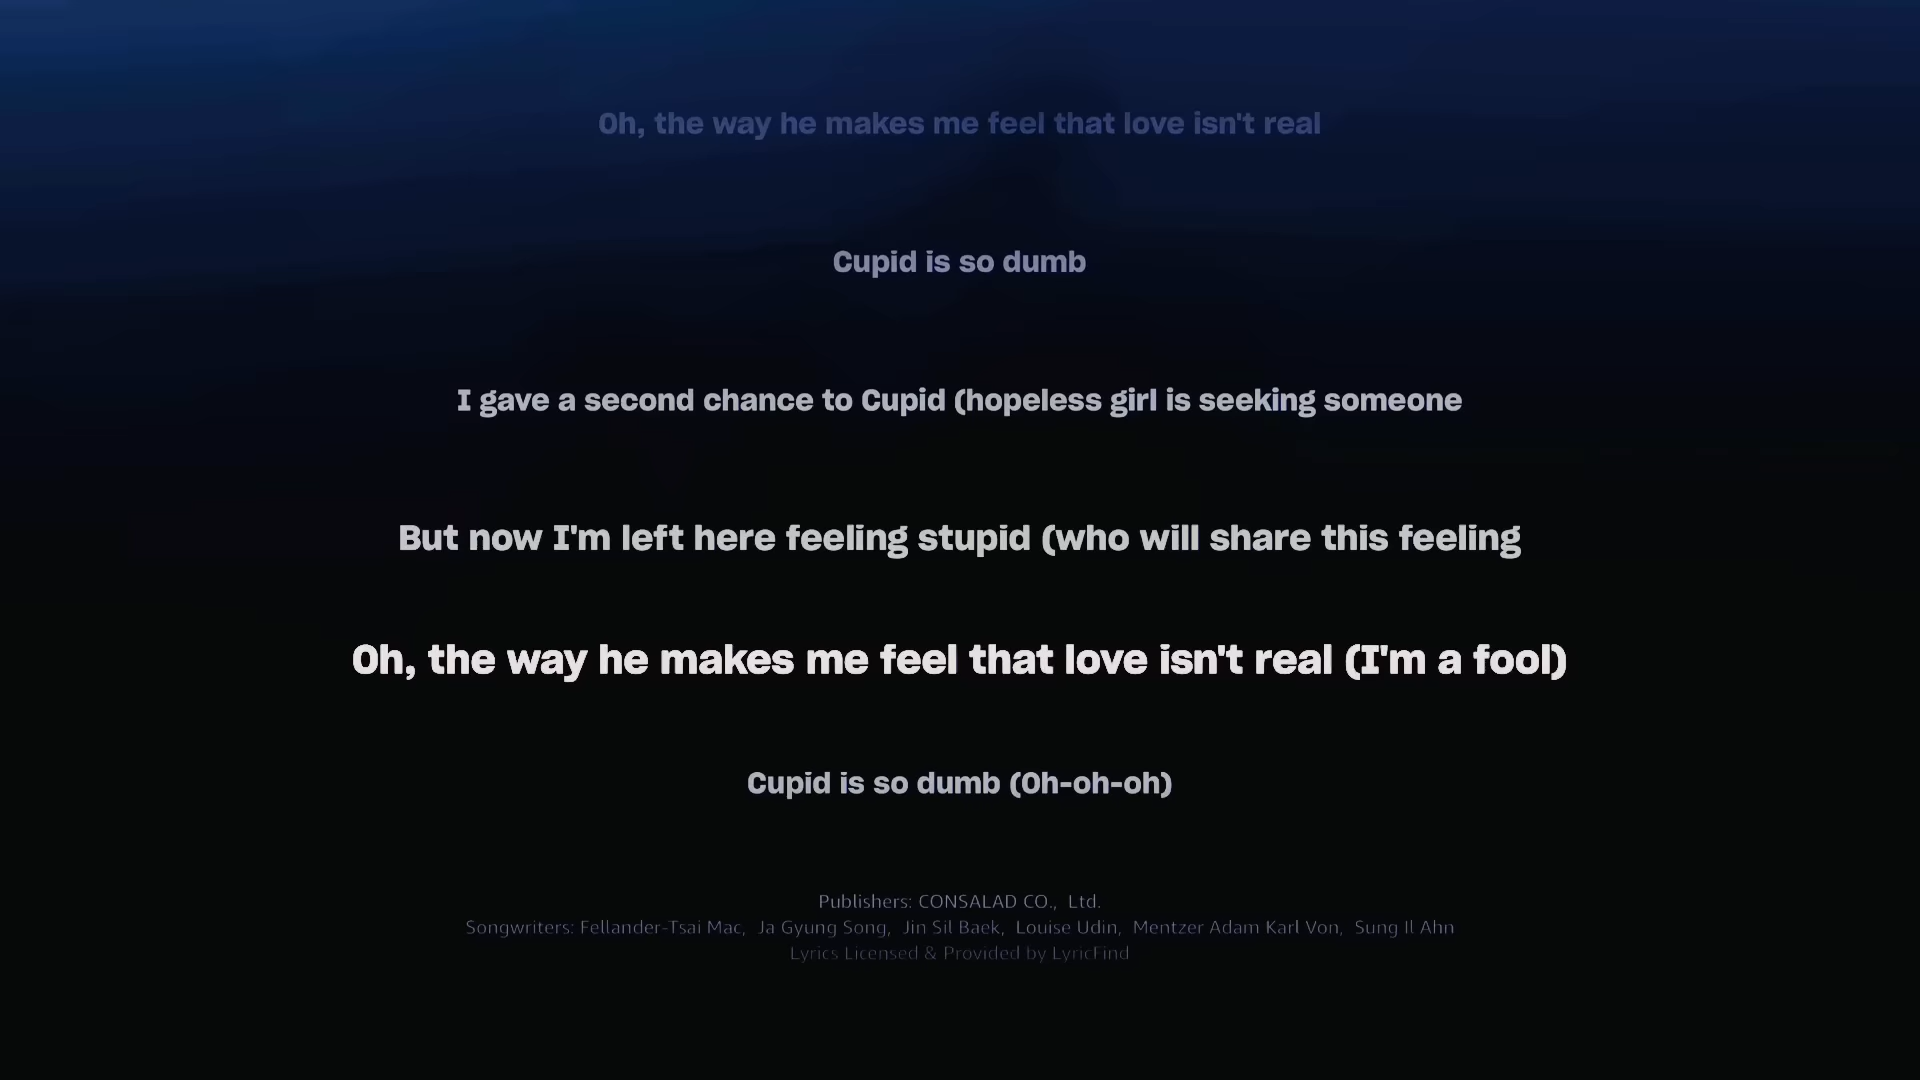 Oh, the way he makes me feel that love isn't real
Cupid is so dumb
I gave a second chance to Cupid (hopeless girl is seeking someone
But now I'm left here feeling stupid (who will share this feeling
Oh, the way he makes me feel that love isn't real (I'm a fool)
Cupid is so dumb (Oh-oh-oh)
Publishers: CONSALAD CO.,  Ltd.
Songwriters: Fellander-Tsai Mac,  Ja Gyung Song,  Jin Sil Baek,  Louise Udin,  Mentzer Adam Karl Von,  Sung Il Ahn
Lyrics Licensed & Provided by LyricFind